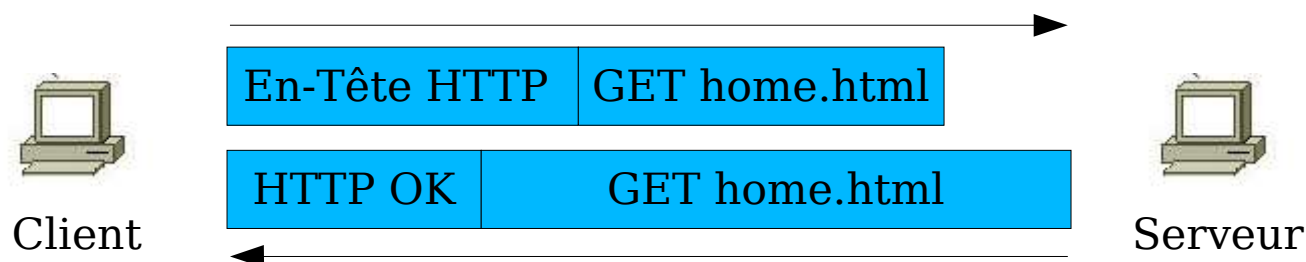 En-Tête HTTP GET home.html
HTTP OK GET home.html
Client Serveur